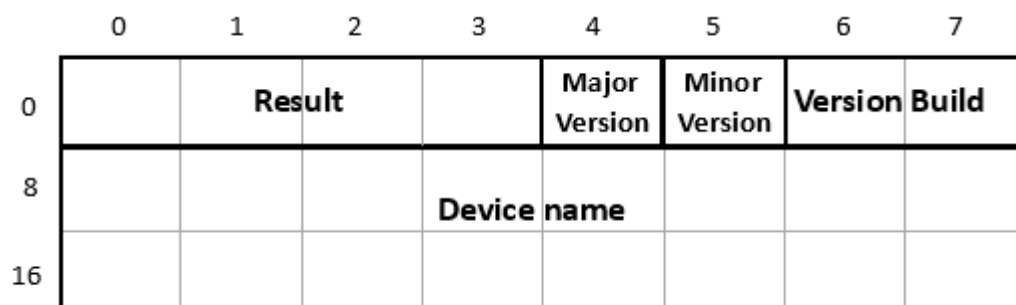 0 1 2 3 4 5 6 7
0 Result Major Version Minor Version Version Build
8 Device name
16